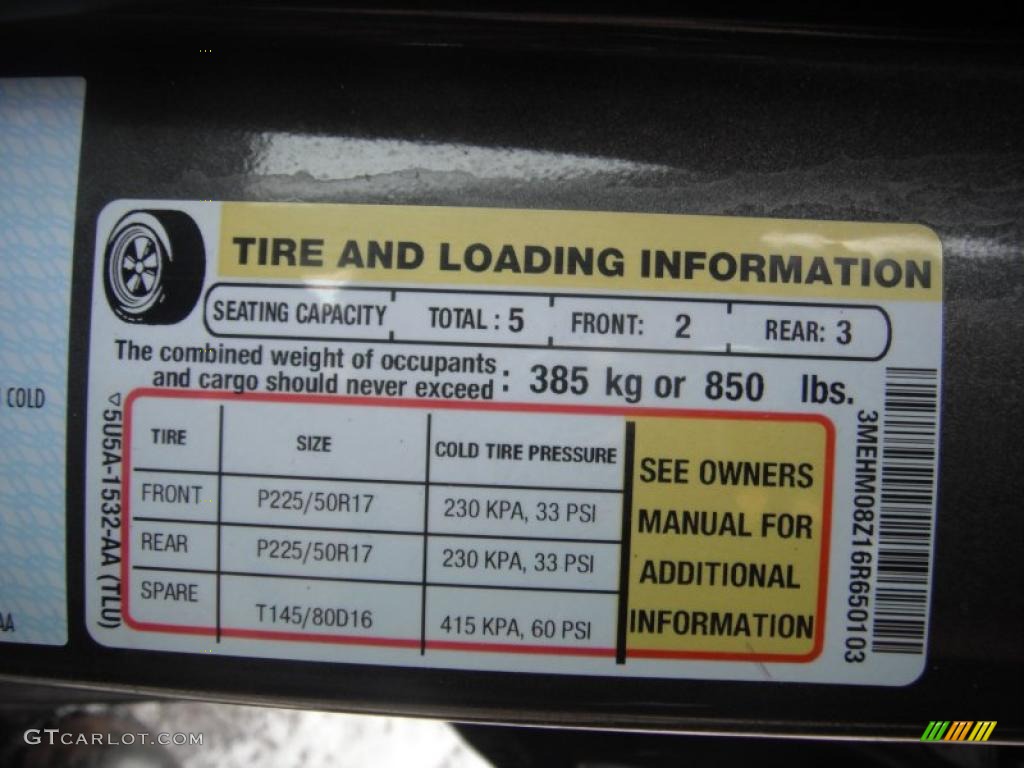 TIRE AND LOADING INFORMATION
SEATING CAPACITY TOTAL : 5 FRONT: 2 REAR: 3
The combined weight of occupants
and cargo should never exceed : 385 kg or 850 lbs.
TIRE SIZE COLD TIRE PRESSURE
FRONT P225/50R17 230 KPA, 33 PSI
REAR P225/50R17 230 KPA, 33 PSI
SPARE T145/80D16 415 KPA, 60 PSI
SEE OWNERS
MANUAL FOR
ADDITIONAL
INFORMATION
5U5A-1532-AA (TLU)
3MEHM08Z16R650103
COLD
AA
GTCARLOT.COM